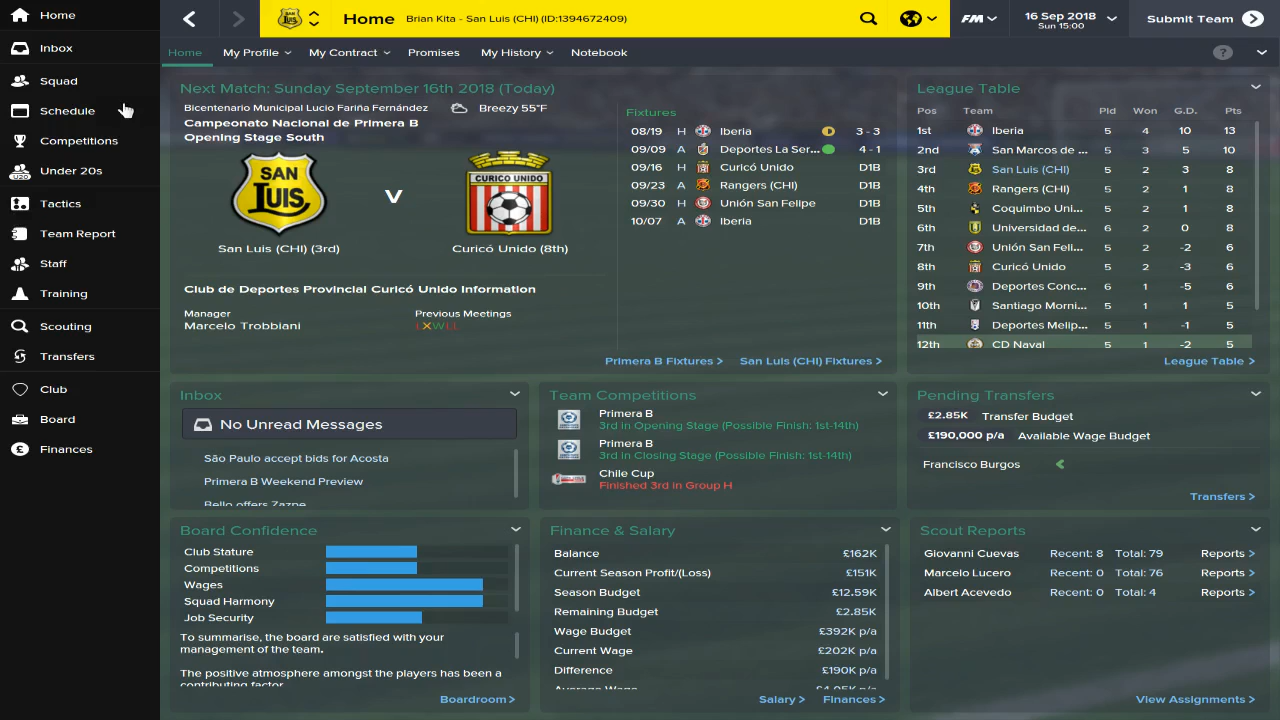 Home
Inbox
Squad
Schedule
Competitions
Under 20s
Tactics
Team Report
Staff
Training
Scouting
Transfers
Club
Board
Finances
Home Brian Kita - San Luis (CHI) (ID:1394672409)
FM
16 Sep 2018
Sun 15:00
Submit Team
Home My Profile My Contract Promises My History Notebook
Next Match: Sunday September 16th 2018 (Today)
Bicentenario Municipal Lucio Fariña Fernández Breezy 55°F
Campeonato Nacional de Primera B
Opening Stage South
SAN LUIS
V
CURICO UNIDO
San Luis (CHI) (3rd) Curicó Unido (8th)
Club de Deportes Provincial Curicó Unido Information
Manager Previous Meetings
Marcelo Trobbiani LXWLL
Fixtures
08/19 H Iberia 3 - 3
09/09 A Deportes La Ser... 4 - 1
09/16 H Curicó Unido D1B
09/23 A Rangers (CHI) D1B
09/30 H Unión San Felipe D1B
10/07 A Iberia D1B
Primera B Fixtures > San Luis (CHI) Fixtures >
League Table
Pos Team Pld Won G.D. Pts
1st Iberia 5 4 10 13
2nd San Marcos de ... 5 3 5 10
3rd San Luis (CHI) 5 2 3 8
4th Rangers (CHI) 5 2 1 8
5th Coquimbo Uni... 5 2 1 8
6th Universidad de... 6 2 0 8
7th Unión San Feli... 5 2 -2 6
8th Curicó Unido 5 2 -3 6
9th Deportes Conc... 6 1 -5 6
10th Santiago Morni... 5 1 1 5
11th Deportes Melip... 5 1 -1 5
12th CD Naval 5 1 -2 5
League Table >
Inbox
No Unread Messages
São Paulo accept bids for Acosta
Primera B Weekend Preview
Bello offers Zazpe
Team Competitions
Primera B
3rd in Opening Stage (Possible Finish: 1st-14th)
Primera B
3rd in Closing Stage (Possible Finish: 1st-14th)
Chile Cup
Finished 3rd in Group H
Pending Transfers
£2.85K Transfer Budget
£190,000 p/a Available Wage Budget
Francisco Burgos
Transfers >
Board Confidence
Club Stature
Competitions
Wages
Squad Harmony
Job Security
To summarise, the board are satisfied with your
management of the team.
The positive atmosphere amongst the players has been a
contributing factor.
Boardroom >
Finance & Salary
Balance £162K
Current Season Profit/(Loss) £151K
Season Budget £12.59K
Remaining Budget £2.85K
Wage Budget £392K p/a
Current Wage £202K p/a
Difference £190K p/a
Average Wage £4.05K p/a
Salary > Finances >
Scout Reports
Giovanni Cuevas Recent: 8 Total: 79 Reports >
Marcelo Lucero Recent: 0 Total: 76 Reports >
Albert Acevedo Recent: 0 Total: 4 Reports >
View Assignments >